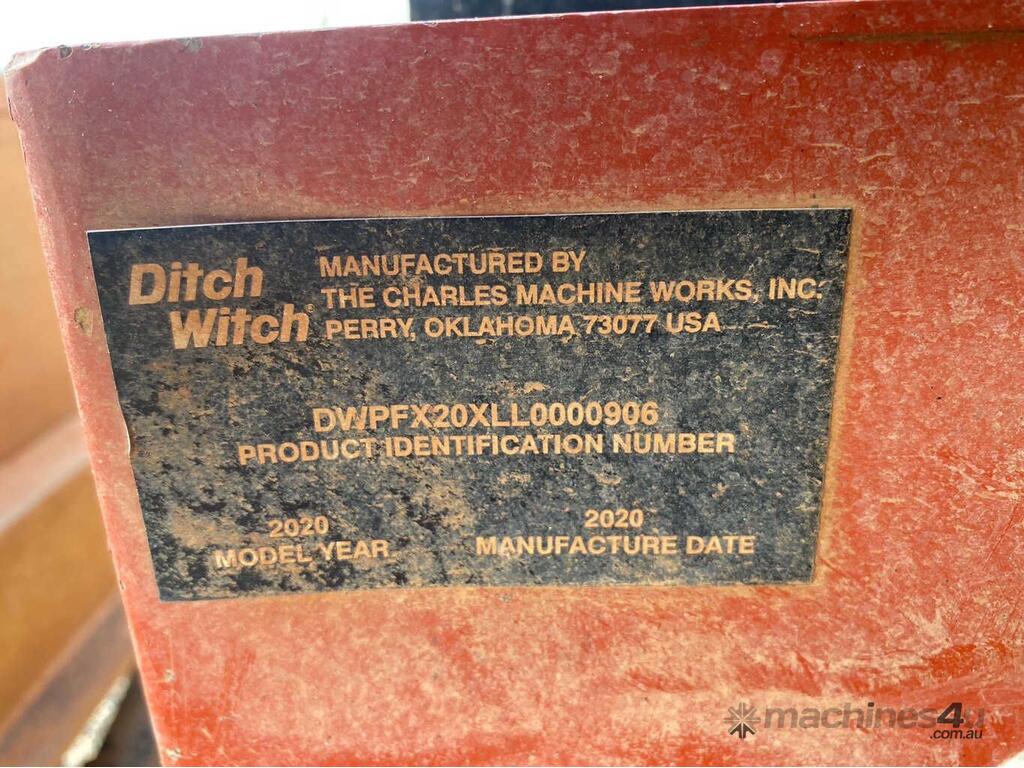 Ditch
Witch®
MANUFACTURED BY
THE CHARLES MACHINE WORKS, INC.
PERRY, OKLAHOMA 73077 USA
DWPFX20XLL0000906
PRODUCT IDENTIFICATION NUMBER
2020
MODEL YEAR
2020
MANUFACTURE DATE
machines4u
.com.au